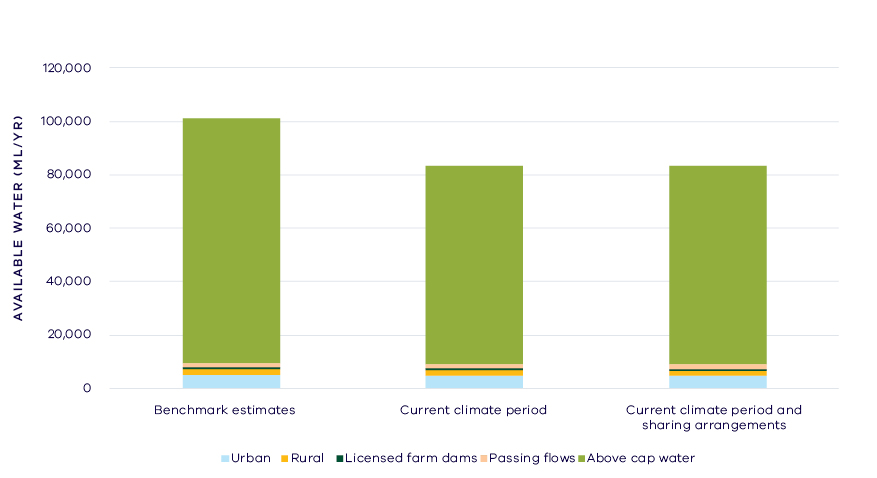 120,000
100,000
80,000
60,000
40,000
20,000
0
AVAILABLE WATER (ML/YR)
Benchmark estimates
Current climate period
Current climate period and
sharing arrangements
Urban Rural Licensed farm dams Passing flows Above cap water